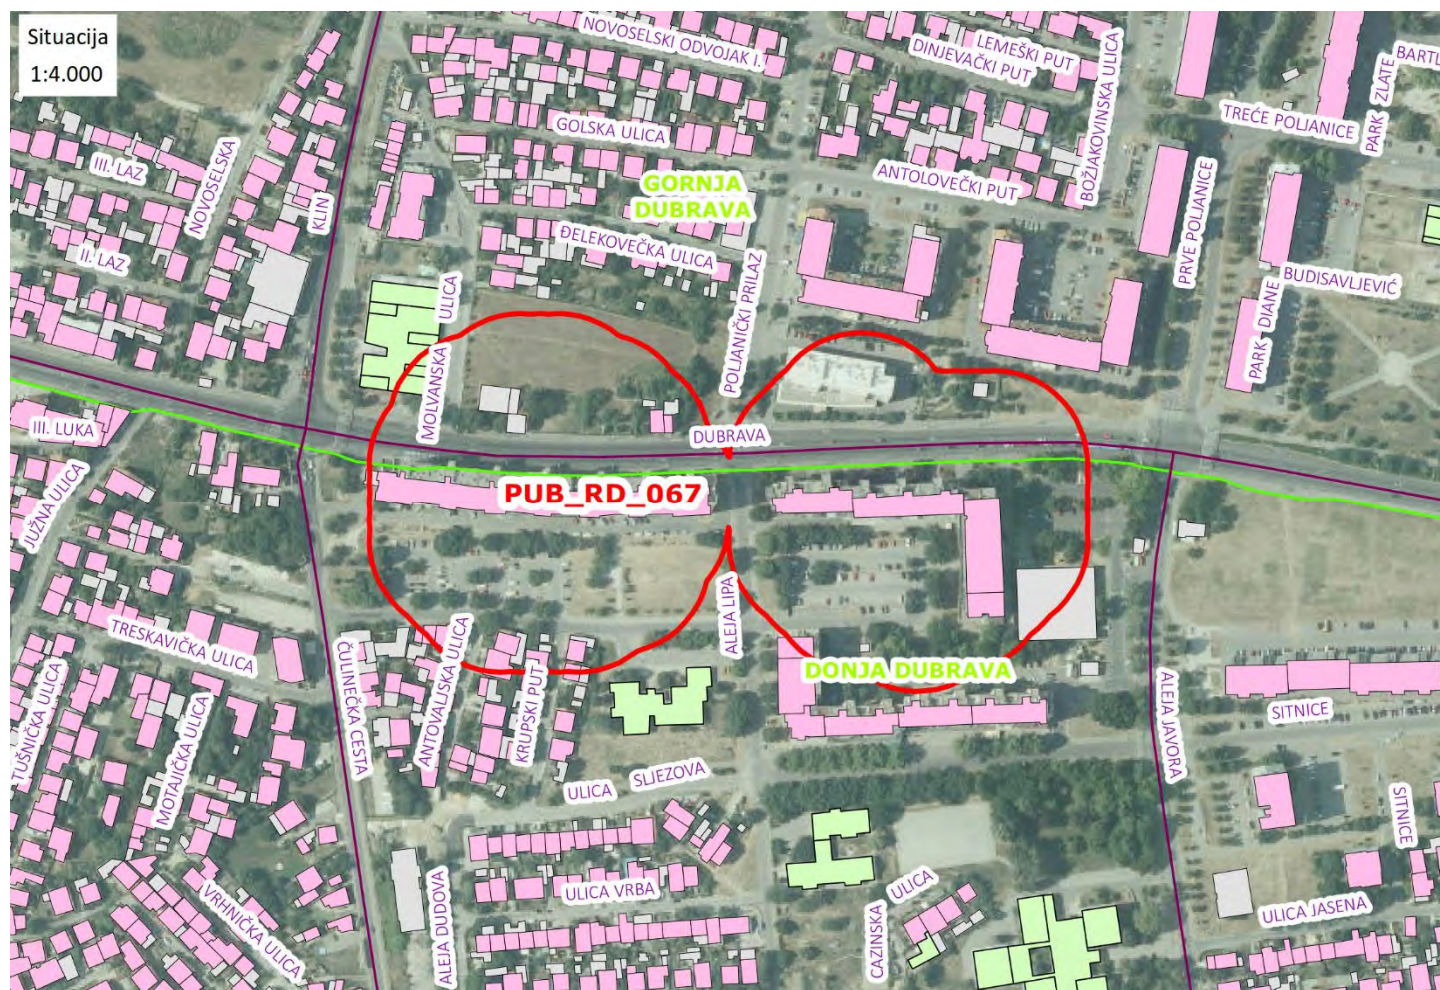 Situacija
1:4.000
NOVOSELSKI ODVOJAK I.
LEMEŠKI PUT
DINJEVAČKI PUT
BOŽJAKOVINSKA ULICA
PARK ZLATE
BARTL
TREĆE POLJANICE
GOLSKA ULICA
III. LAZ
NOVOSELSKA
KLIN
GORNJA
DUBRAVA
ANTOLOVEČKI PUT
PRVE POLJANICE
II. LAZ
ĐELEKOVEČKA ULICA
POLJANIČKI PRILAZ
PARK DIANE
BUDISAVLJEVIĆ
MOLVANSKA ULICA
III. LUKA
DUBRAVA
JUŽNA ULICA
PUB_RD_067
ALEJA LIPA
TRESKAVIČKA ULICA
ČULINEČKA CESTA
ANTOVALJSKA ULICA
KRUPSKI PUT
DONJA DUBRAVA
ALEJA JAVORA
SITNICE
TUŠNIČKA ULICA
MOTAJIČKA ULICA
ULICA SLJEZOVA
SITNICE
VRHNIČKA ULICA
ALEJA DUDOVA
ULICA VRBA
CAZINSKA ULICA
ULICA JASENA